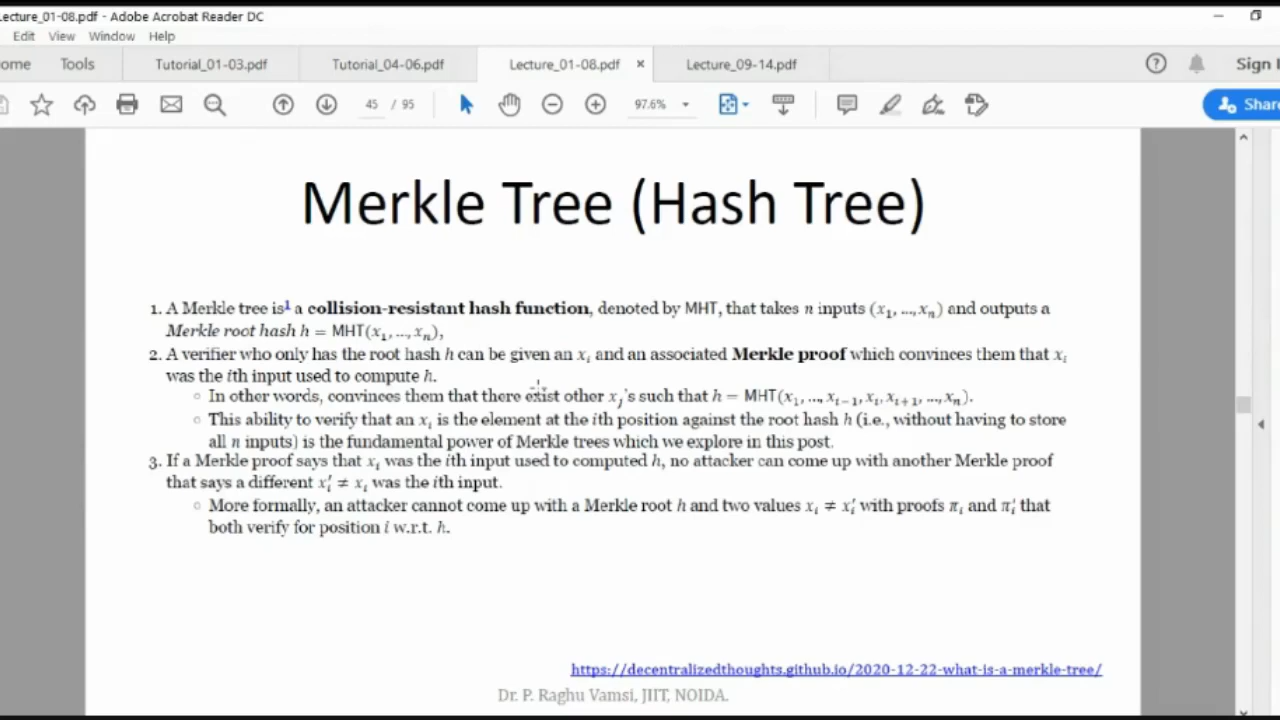 Lecture_01-08.pdf - Adobe Acrobat Reader DC
Edit View Window Help
ome Tools Tutorial_01-03.pdf Tutorial_04-06.pdf Lecture_01-08.pdf × Lecture_09-14.pdf Sign I
45 / 95 97.6% Shar
Merkle Tree (Hash Tree)
1. A Merkle tree is¹ a collision-resistant hash function, denoted by MHT, that takes n inputs (x₁, ..., xₙ) and outputs a
Merkle root hash h = MHT(x₁, ..., xₙ),
2. A verifier who only has the root hash h can be given an xᵢ and an associated Merkle proof which convinces them that xᵢ
was the ith input used to compute h.
○ In other words, convinces them that there exist other xⱼ's such that h = MHT(x₁, ..., xᵢ₋₁, xᵢ, xᵢ₊₁, ..., xₙ).
○ This ability to verify that an xᵢ is the element at the ith position against the root hash h (i.e., without having to store
all n inputs) is the fundamental power of Merkle trees which we explore in this post.
3. If a Merkle proof says that xᵢ was the ith input used to computed h, no attacker can come up with another Merkle proof
that says a different xᵢ′ ≠ xᵢ was the ith input.
○ More formally, an attacker cannot come up with a Merkle root h and two values xᵢ ≠ xᵢ′ with proofs πᵢ and πᵢ′ that
both verify for position i w.r.t. h.
https://decentralizedthoughts.github.io/2020-12-22-what-is-a-merkle-tree/
Dr. P. Raghu Vamsi, JIIT, NOIDA.